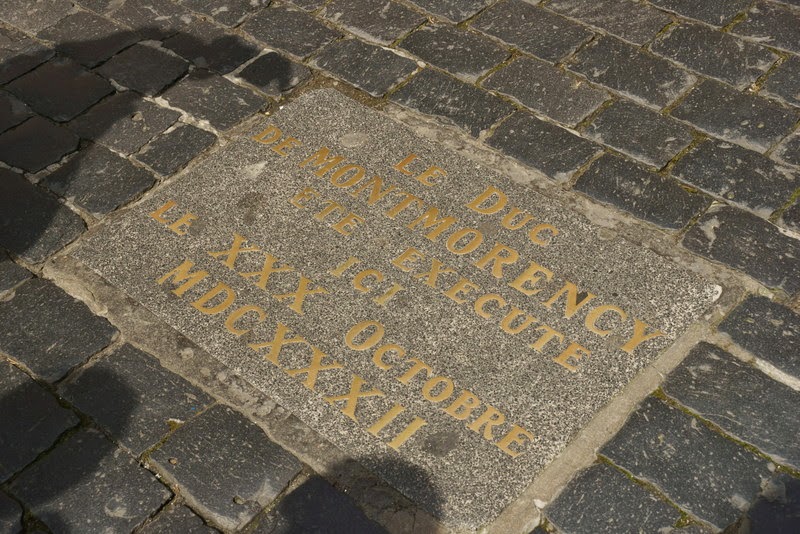 LE DUC
DE MONTMORENCY
ETE EXECUTE
ICI
LE XXX OCTOBRE
MDCXXXII